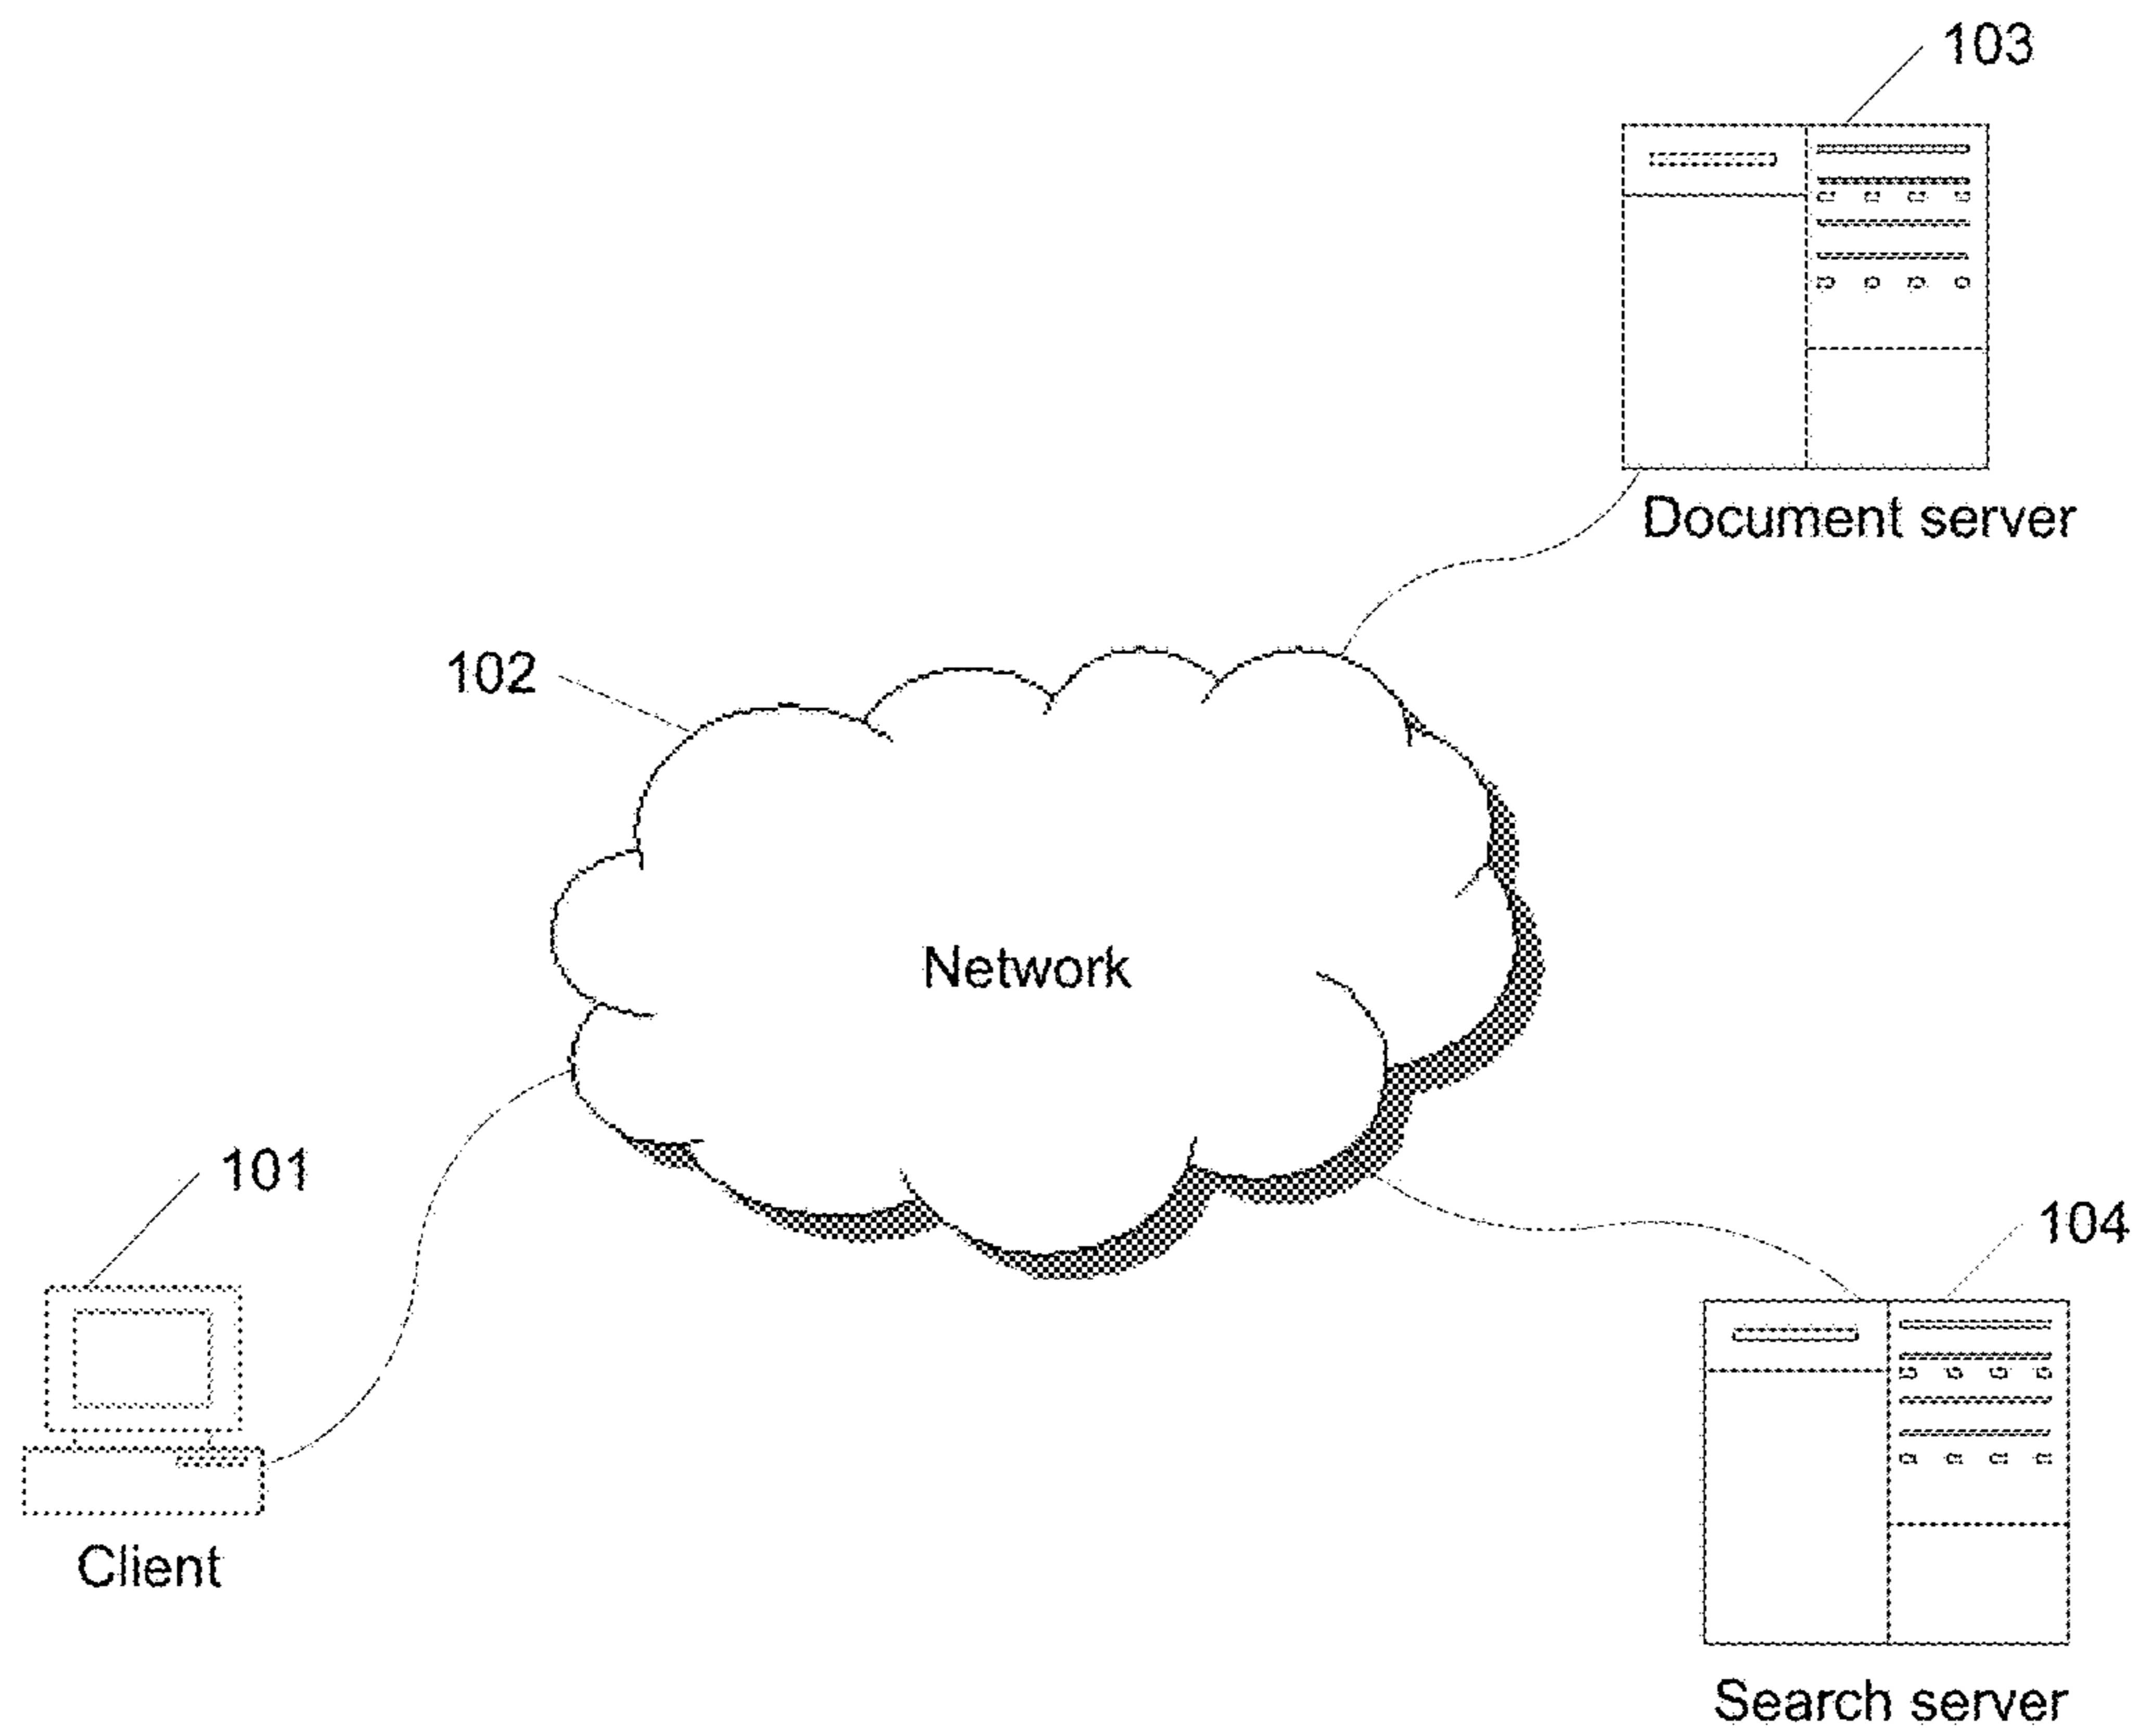 103
Document server
102
Network
101
104
Client
Search server